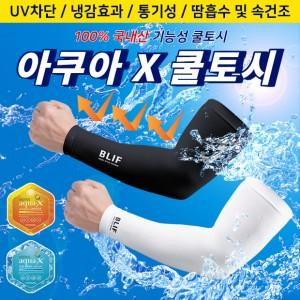 UV차단 / 냉감효과 / 통기성 / 땀흡수 및 속건조
100% 국내산 기능성 쿨토시
아쿠아 X 쿨토시
BLIF
BLIF
aqua X
aqua X